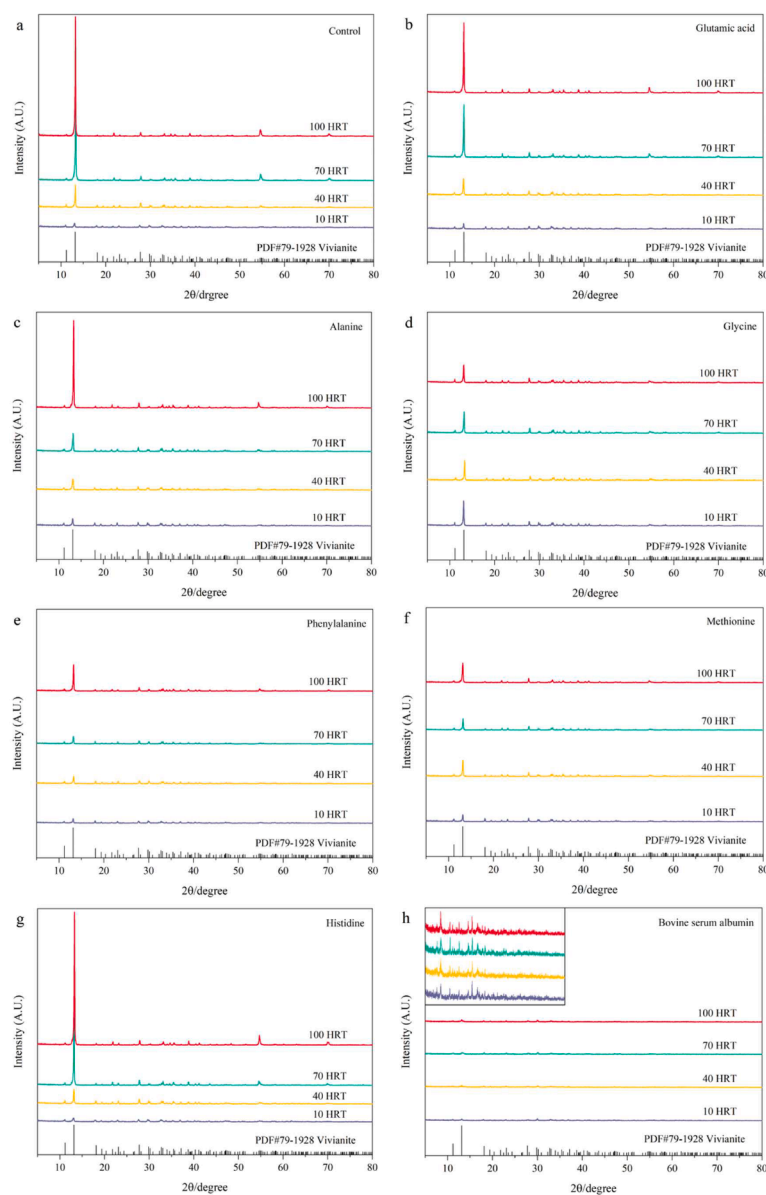 a
Control
100 HRT
70 HRT
40 HRT
10 HRT
PDF#79-1928 Vivianite
Intensity (A.U.)
10 20 30 40 50 60 70 80
2θ/drgree
b
Glutamic acid
100 HRT
70 HRT
40 HRT
10 HRT
PDF#79-1928 Vivianite
Intensity (A.U.)
10 20 30 40 50 60 70 80
2θ/degree
c
Alanine
100 HRT
70 HRT
40 HRT
10 HRT
PDF#79-1928 Vivianite
Intensity (A.U.)
10 20 30 40 50 60 70 80
2θ/degree
d
Glycine
100 HRT
70 HRT
40 HRT
10 HRT
PDF#79-1928 Vivianite
Intensity (A.U.)
10 20 30 40 50 60 70 80
2θ/degree
e
Phenylalanine
100 HRT
70 HRT
40 HRT
10 HRT
PDF#79-1928 Vivianite
Intensity (A.U.)
10 20 30 40 50 60 70 80
2θ/degree
f
Methionine
100 HRT
70 HRT
40 HRT
10 HRT
PDF#79-1928 Vivianite
Intensity (A.U.)
10 20 30 40 50 60 70 80
2θ/degree
g
Histidine
100 HRT
70 HRT
40 HRT
10 HRT
PDF#79-1928 Vivianite
Intensity (A.U.)
10 20 30 40 50 60 70 80
2θ/degree
h
Bovine serum albumin
100 HRT
70 HRT
40 HRT
10 HRT
PDF#79-1928 Vivianite
Intensity (A.U.)
10 20 30 40 50 60 70 80
2θ/degree